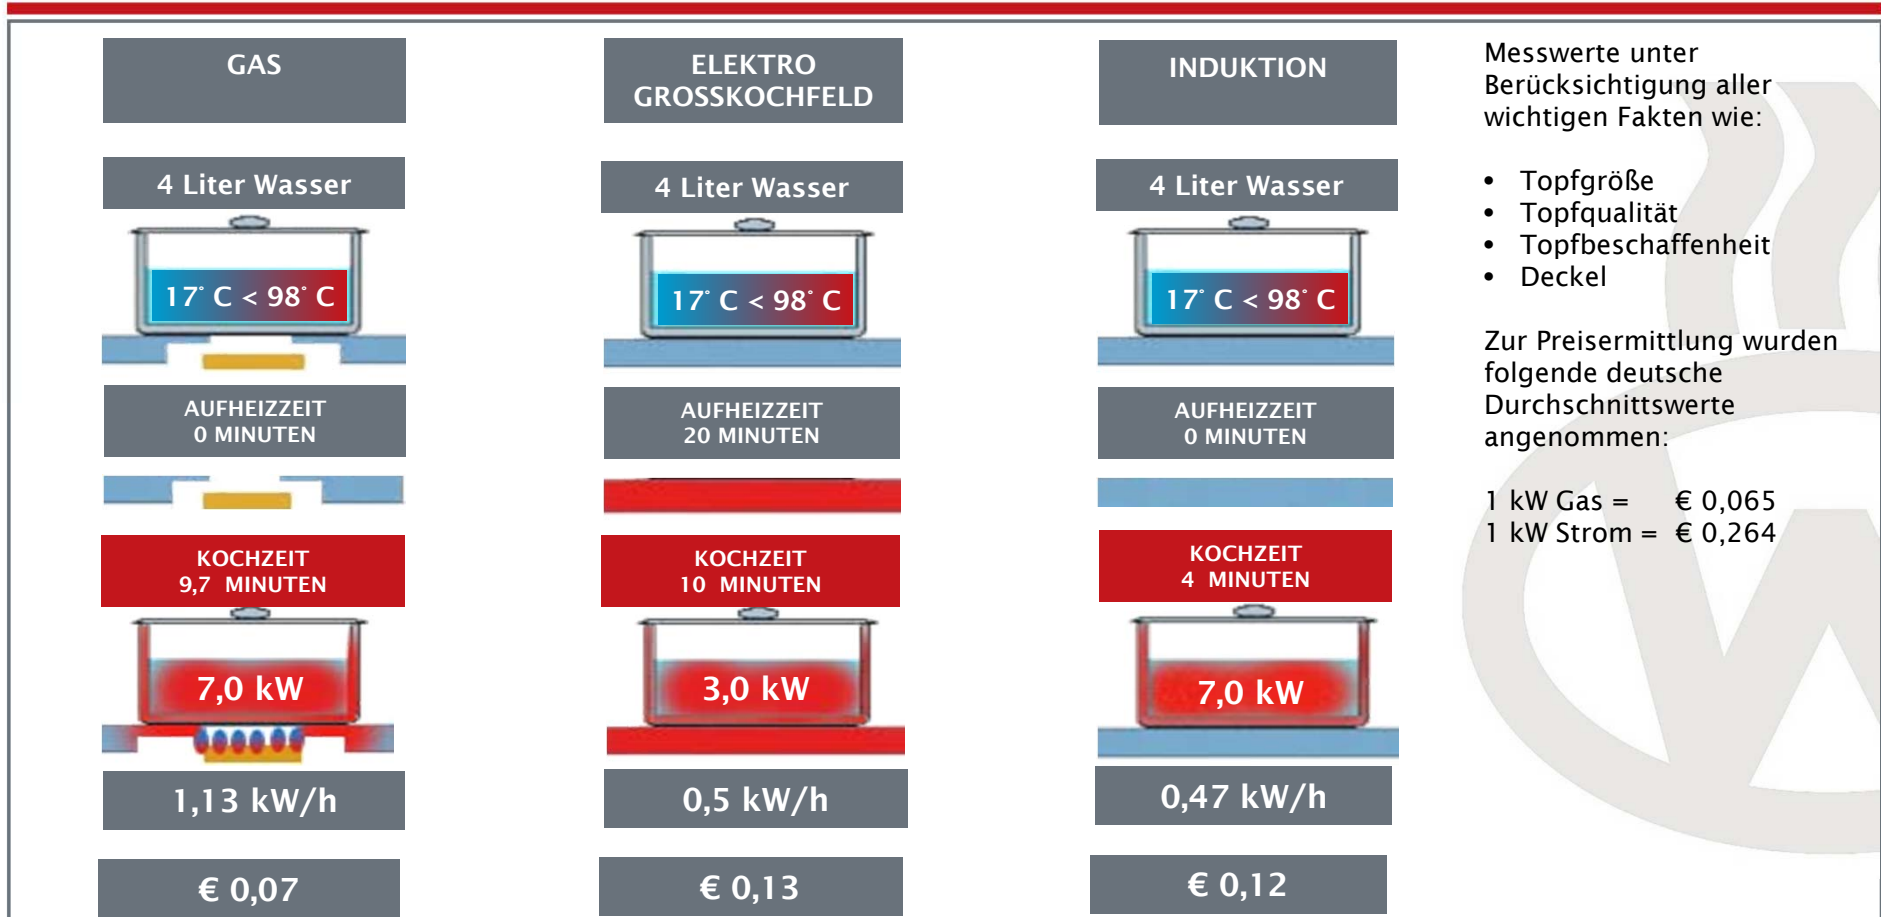 GAS
4 Liter Wasser
17° C < 98° C
AUFHEIZZEIT
0 MINUTEN
KOCHZEIT
9,7 MINUTEN
7,0 kW
1,13 kW/h
€ 0,07
ELEKTRO
GROSSKOCHFELD
4 Liter Wasser
17° C < 98° C
AUFHEIZZEIT
20 MINUTEN
KOCHZEIT
10 MINUTEN
3,0 kW
0,5 kW/h
€ 0,13
INDUKTION
4 Liter Wasser
17° C < 98° C
AUFHEIZZEIT
0 MINUTEN
KOCHZEIT
4 MINUTEN
7,0 kW
0,47 kW/h
€ 0,12
Messwerte unter
Berücksichtigung aller
wichtigen Fakten wie:
• Topfgröße
• Topfqualität
• Topfbeschaffenheit
• Deckel
Zur Preisermittlung wurden
folgende deutsche
Durchschnittswerte
angenommen:
1 kW Gas = € 0,065
1 kW Strom = € 0,264